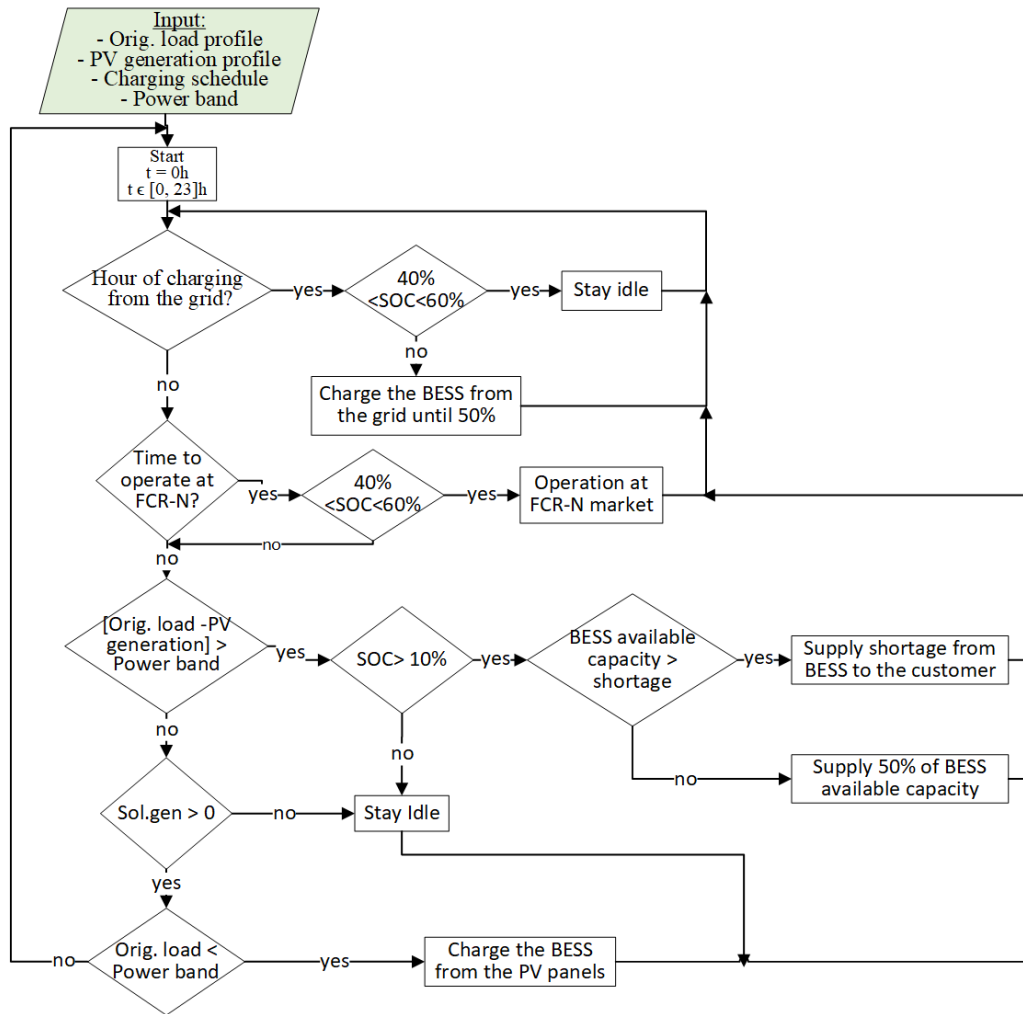 Input:
- Orig. load profile
- PV generation profile
- Charging schedule
- Power band
Start
t = 0h
t ϵ [0, 23]h
Hour of charging
from the grid?
yes
40%
<SOC<60%
yes
Stay idle
no
no
Charge the BESS from
the grid until 50%
Time to
operate at
FCR-N?
yes
40%
<SOC<60%
yes
Operation at
FCR-N market
no
no
[Orig. load -PV
generation] >
Power band
yes
SOC> 10%
yes
BESS available
capacity >
shortage
yes
Supply shortage from
BESS to the customer
no
no
no
Supply 50% of BESS
available capacity
Sol.gen > 0
no
Stay Idle
yes
no
Orig. load <
Power band
yes
Charge the BESS
from the PV panels